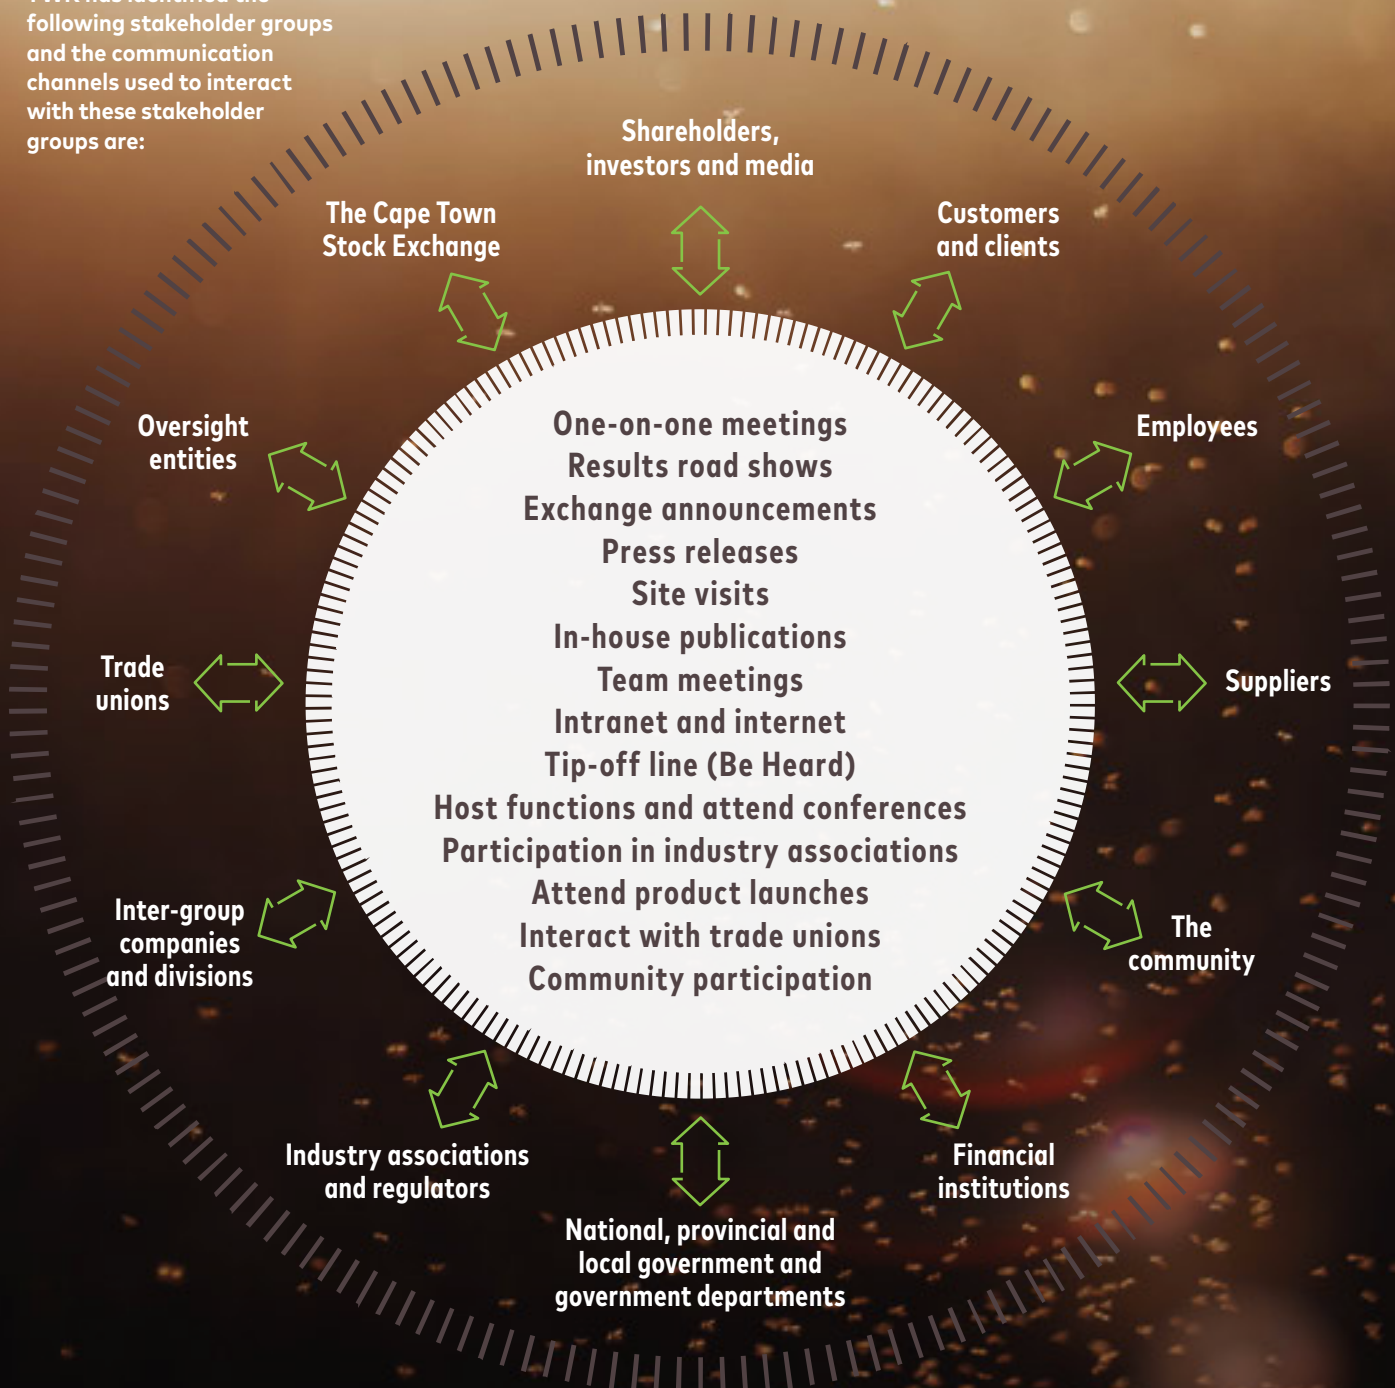 following stakeholder groups
and the communication
channels used to interact
with these stakeholder
groups are:
Shareholders,
investors and media
The Cape Town
Stock Exchange
Customers
and clients
Oversight
entities
Employees
Trade
unions
Suppliers
Inter-group
companies
and divisions
The
community
Industry associations
and regulators
Financial
institutions
National, provincial and
local government and
government departments
One-on-one meetings
Results road shows
Exchange announcements
Press releases
Site visits
In-house publications
Team meetings
Intranet and internet
Tip-off line (Be Heard)
Host functions and attend conferences
Participation in industry associations
Attend product launches
Interact with trade unions
Community participation